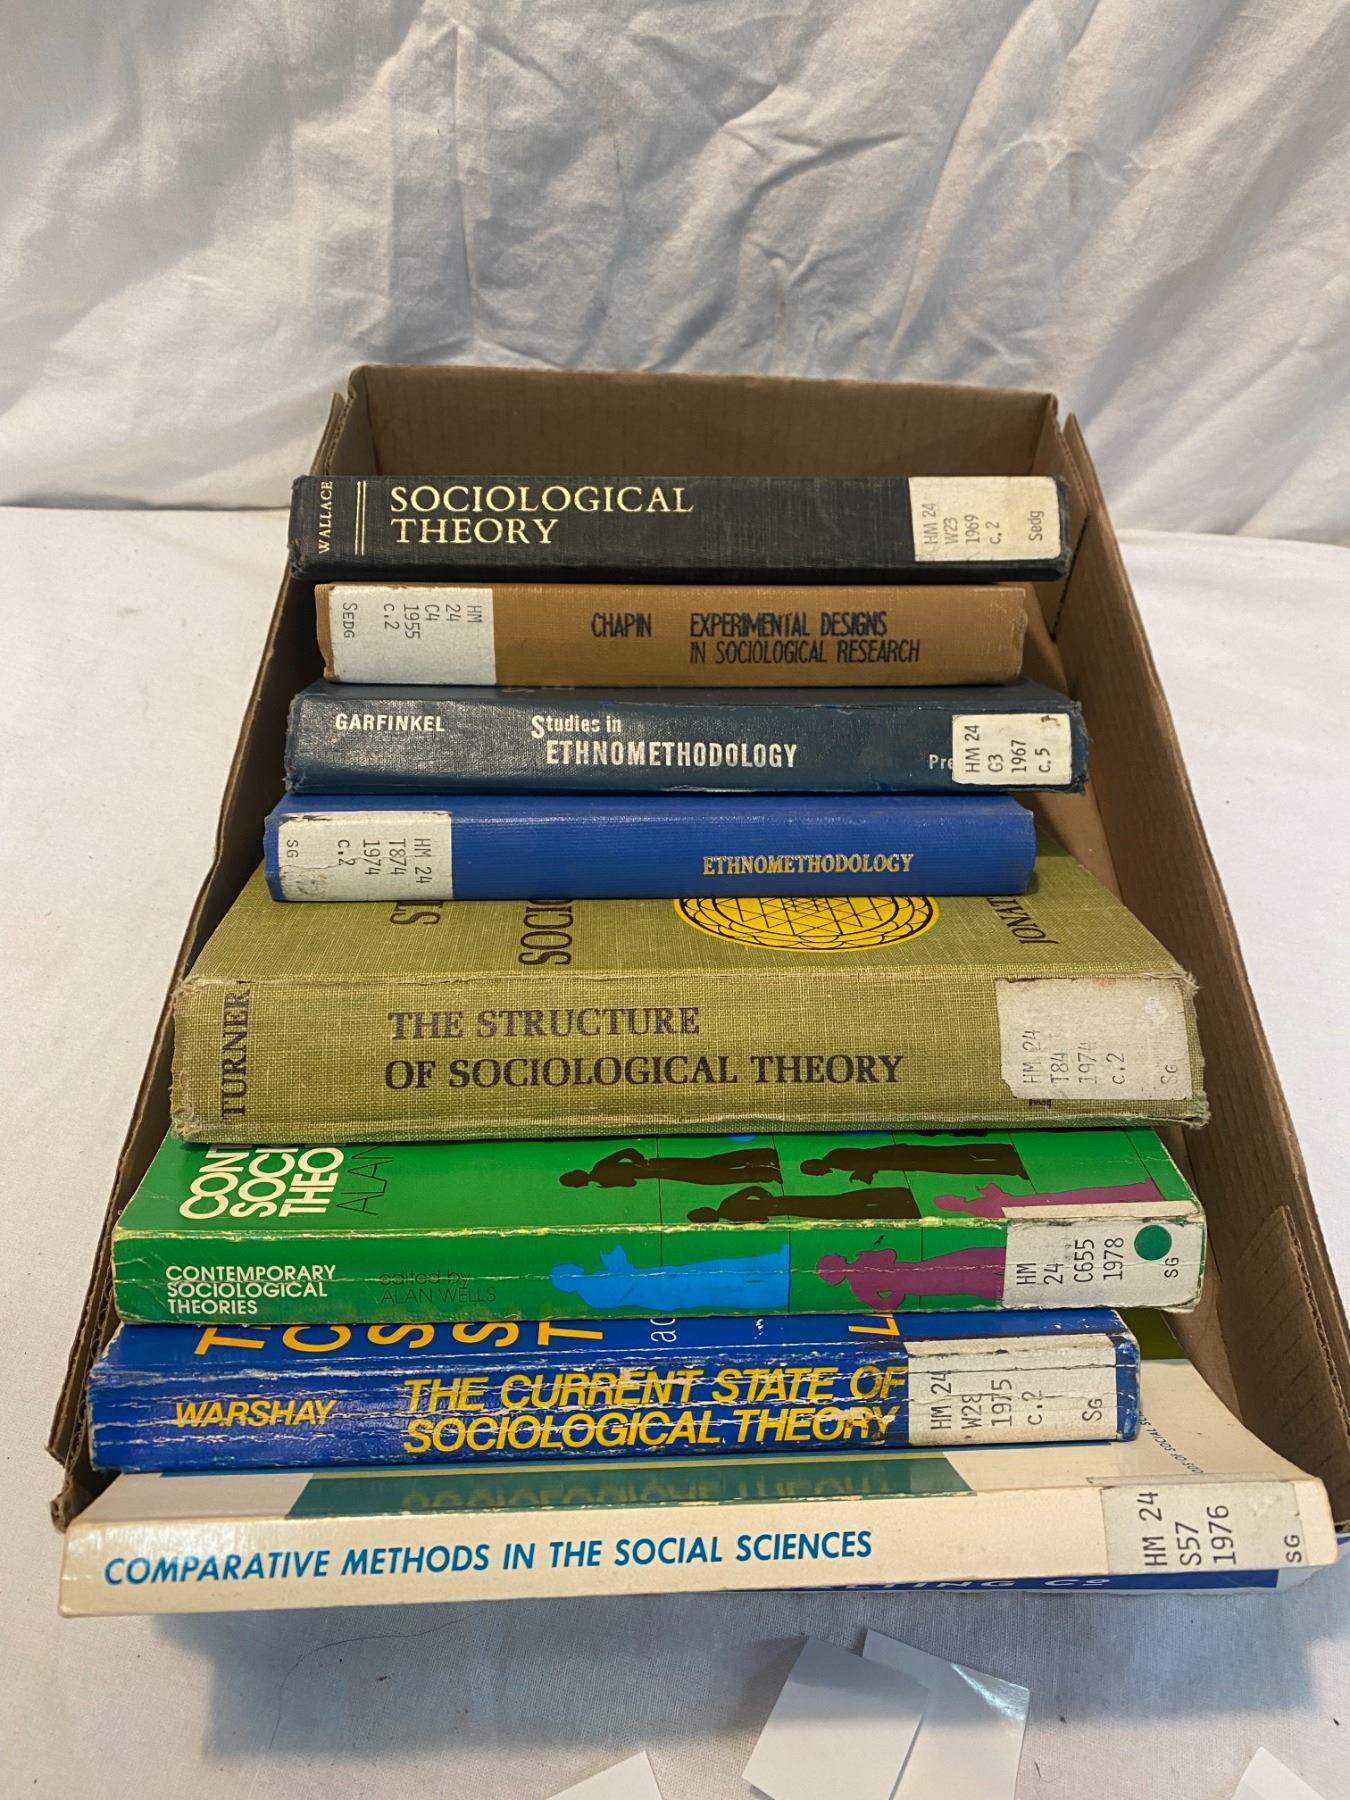 WALLACE
SOCIOLOGICAL
THEORY
HM 24
W23
1969
c.2
Sedg
HM
24
C4
1955
c.2
SEDG
CHAPIN
EXPERIMENTAL DESIGNS
IN SOCIOLOGICAL RESEARCH
GARFINKEL
Studies in
ETHNOMETHODOLOGY
Pre
HM 24
G3
1967
c.5
HM 24
T874
1974
c.2
SG
ETHNOMETHODOLOGY
TURNER
THE STRUCTURE
OF SOCIOLOGICAL THEORY
HM 24
T84
1974
c.2
SG
CONTEMPORARY
SOCIOLOGICAL
THEORIES
edited by
ALAN WELLS
HM
24
C655
1978
SG
WARSHAY
THE CURRENT STATE OF
SOCIOLOGICAL THEORY
HM 24
W28
1975
c.2
SG
COMPARATIVE METHODS IN THE SOCIAL SCIENCES
HM 24
S57
1976
SG